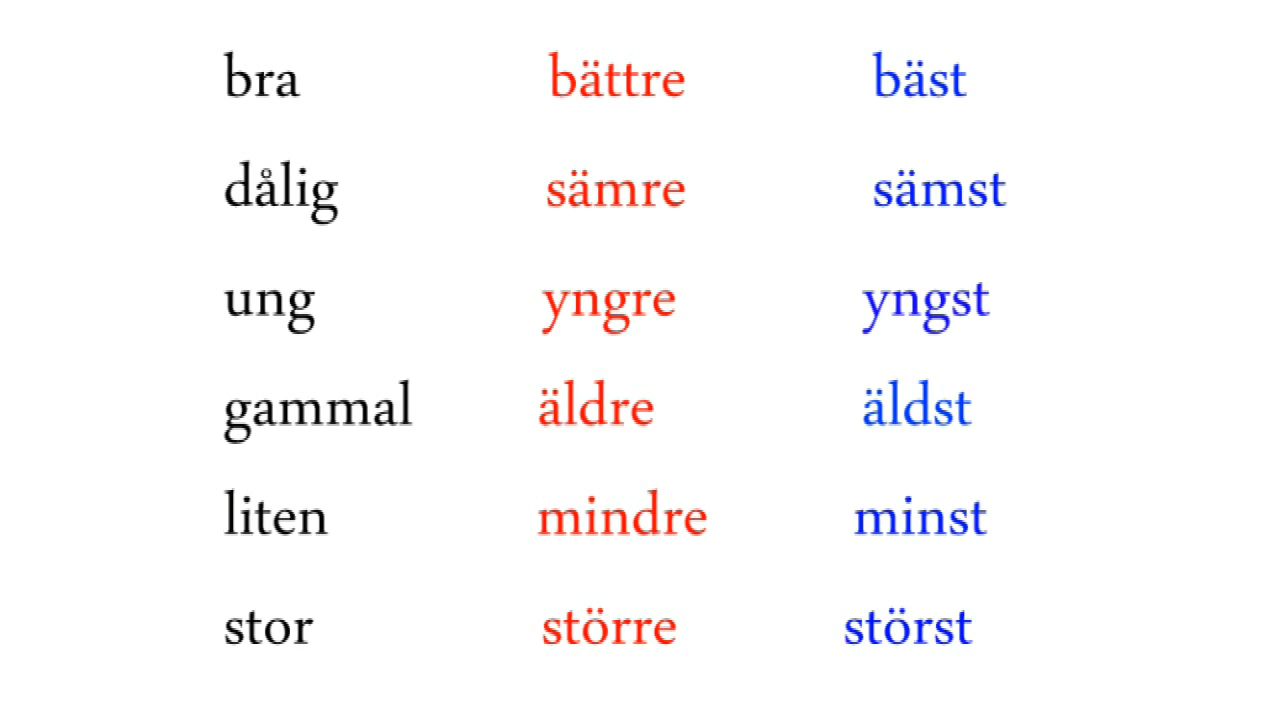 bra bättre bäst
dålig sämre sämst
ung yngre yngst
gammal äldre äldst
liten mindre minst
stor större störst